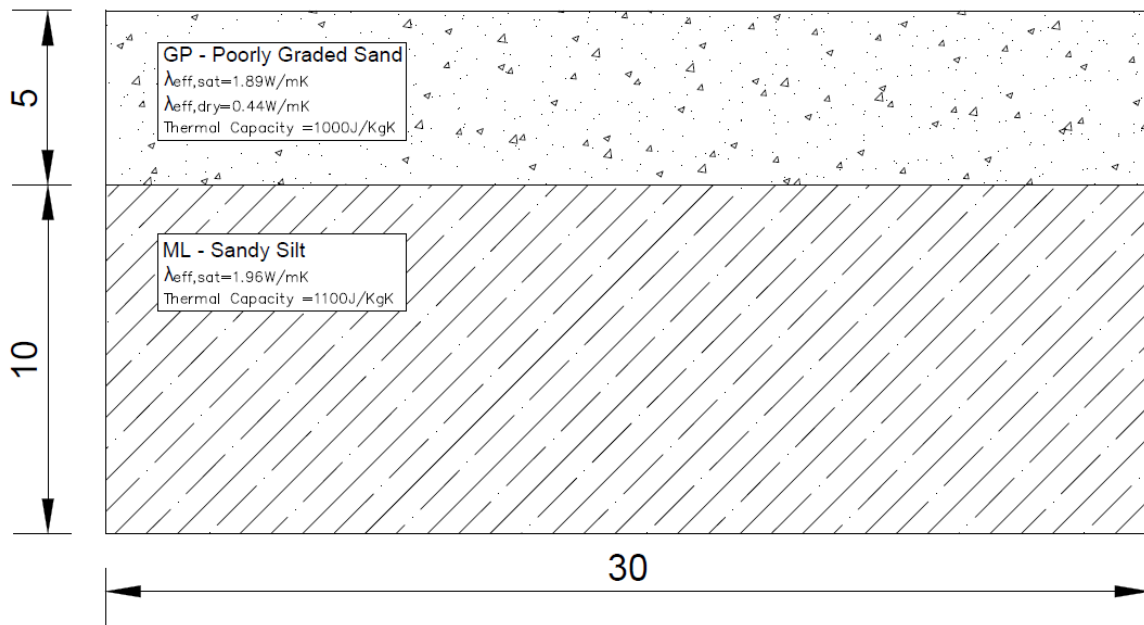 GP - Poorly Graded Sand
λeff,sat=1.89W/mK
λeff,dry=0.44W/mK
Thermal Capacity =1000J/KgK
5
ML - Sandy Silt
λeff,sat=1.96W/mK
Thermal Capacity =1100J/KgK
10
30